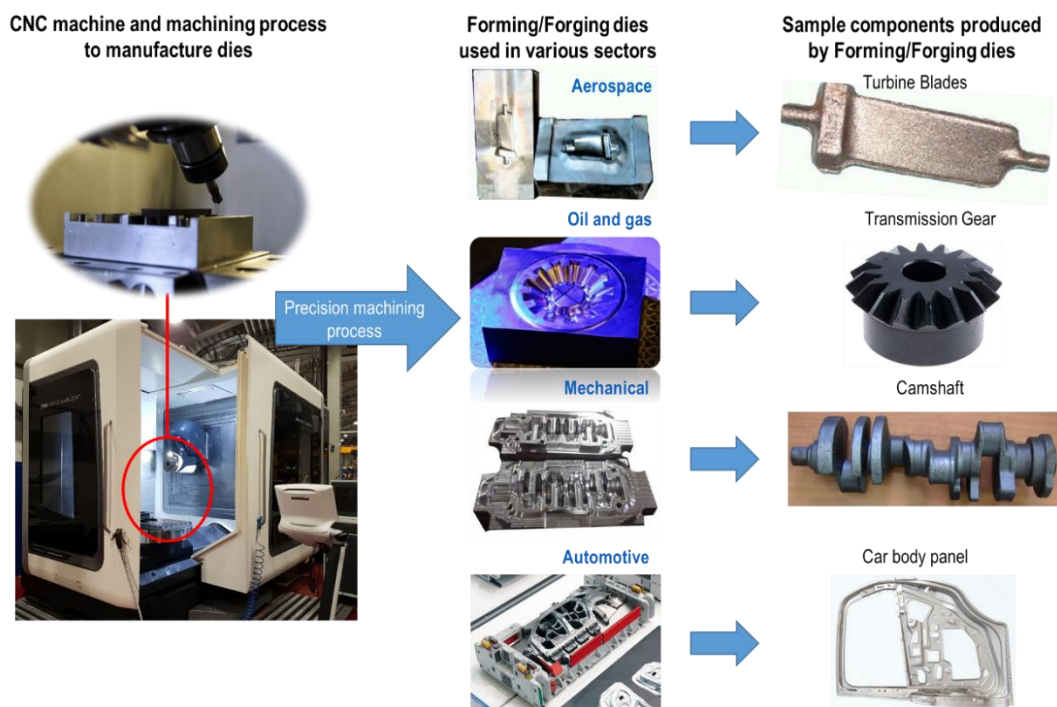 CNC machine and machining process
to manufacture dies
Forming/Forging dies
used in various sectors
Sample components produced
by Forming/Forging dies
Aerospace
Turbine Blades
Oil and gas
Transmission Gear
Precision machining
process
Mechanical
Camshaft
Automotive
Car body panel